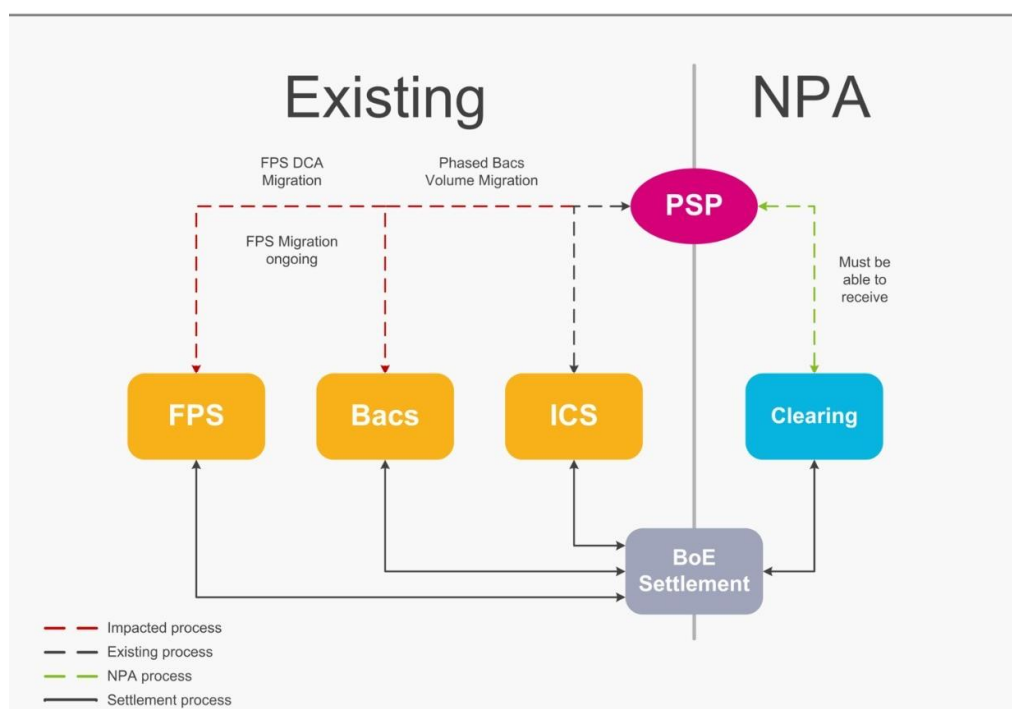 Existing
NPA
FPS DCA
Migration
Phased Bacs
Volume Migration
PSP
FPS Migration
ongoing
Must be
able to
receive
FPS
Bacs
ICS
Clearing
BoE
Settlement
Impacted process
Existing process
NPA process
Settlement process